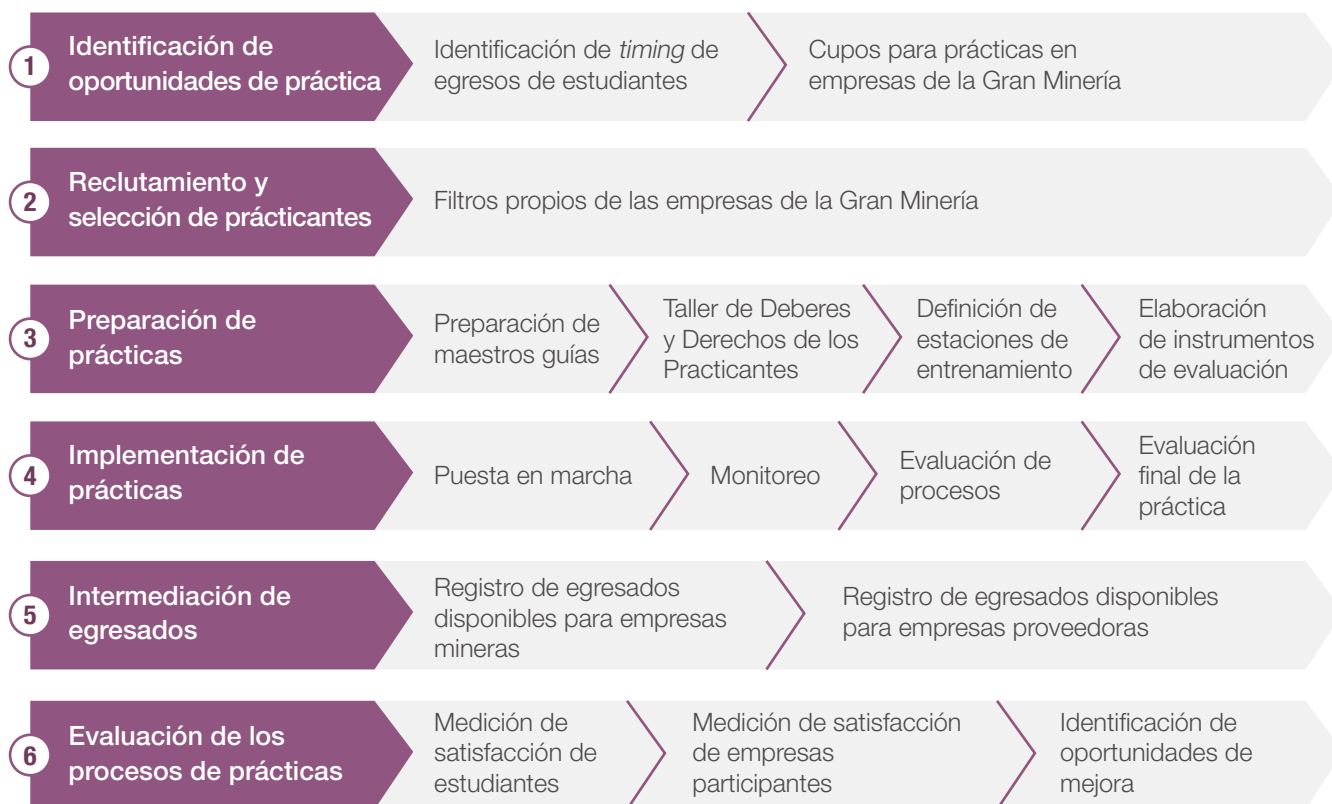 1
Identificación de
oportunidades de práctica
Identificación de timing de
egresos de estudiantes
Cupos para prácticas en
empresas de la Gran Minería
2
Reclutamiento y
selección de prácticantes
Filtros propios de las empresas de la Gran Minería
3
Preparación de
prácticas
Preparación de
maestros guías
Taller de Deberes
y Derechos de los
Practicantes
Definición de
estaciones de
entrenamiento
Elaboración
de instrumentos
de evaluación
4
Implementación de
prácticas
Puesta en marcha
Monitoreo
Evaluación de
procesos
Evaluación
final de la
práctica
5
Intermediación de
egresados
Registro de egresados
disponibles para empresas
mineras
Registro de egresados disponibles
para empresas proveedoras
6
Evaluación de los
procesos de prácticas
Medición de
satisfacción de
estudiantes
Medición de satisfacción
de empresas
participantes
Identificación de
oportunidades de
mejora